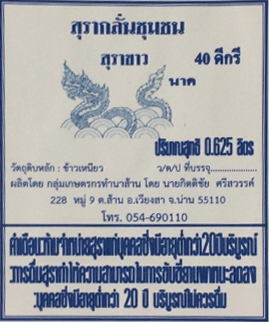 สุรากลั่นชุมชน
สุราขาว 40 ดีกรี
นาค
ปริมาณสุทธิ 0.625 ลิตร
วัตถุดิบหลัก : ข้าวเหนียว ว/ด/ป ที่บรรจุ....................
ผลิตโดย กลุ่มเกษตรกรทำนาส้าน โดย นายกิตติชัย ศรีสวรรค์
228 หมู่ 9 ต.ส้าน อ.เวียงสา จ.น่าน 55110
โทร. 054-690110
คำเตือน:ห้ามจำหน่ายสุราแก่บุคคลซึ่งมีอายุต่ำกว่า20ปีบริบูรณ์
:การดื่มสุราทำให้ความสามารถในการขับขี่ยานพาหนะลดลง
:บุคคลซึ่งมีอายุต่ำกว่า 20 ปี บริบูรณ์ไม่ควรดื่ม